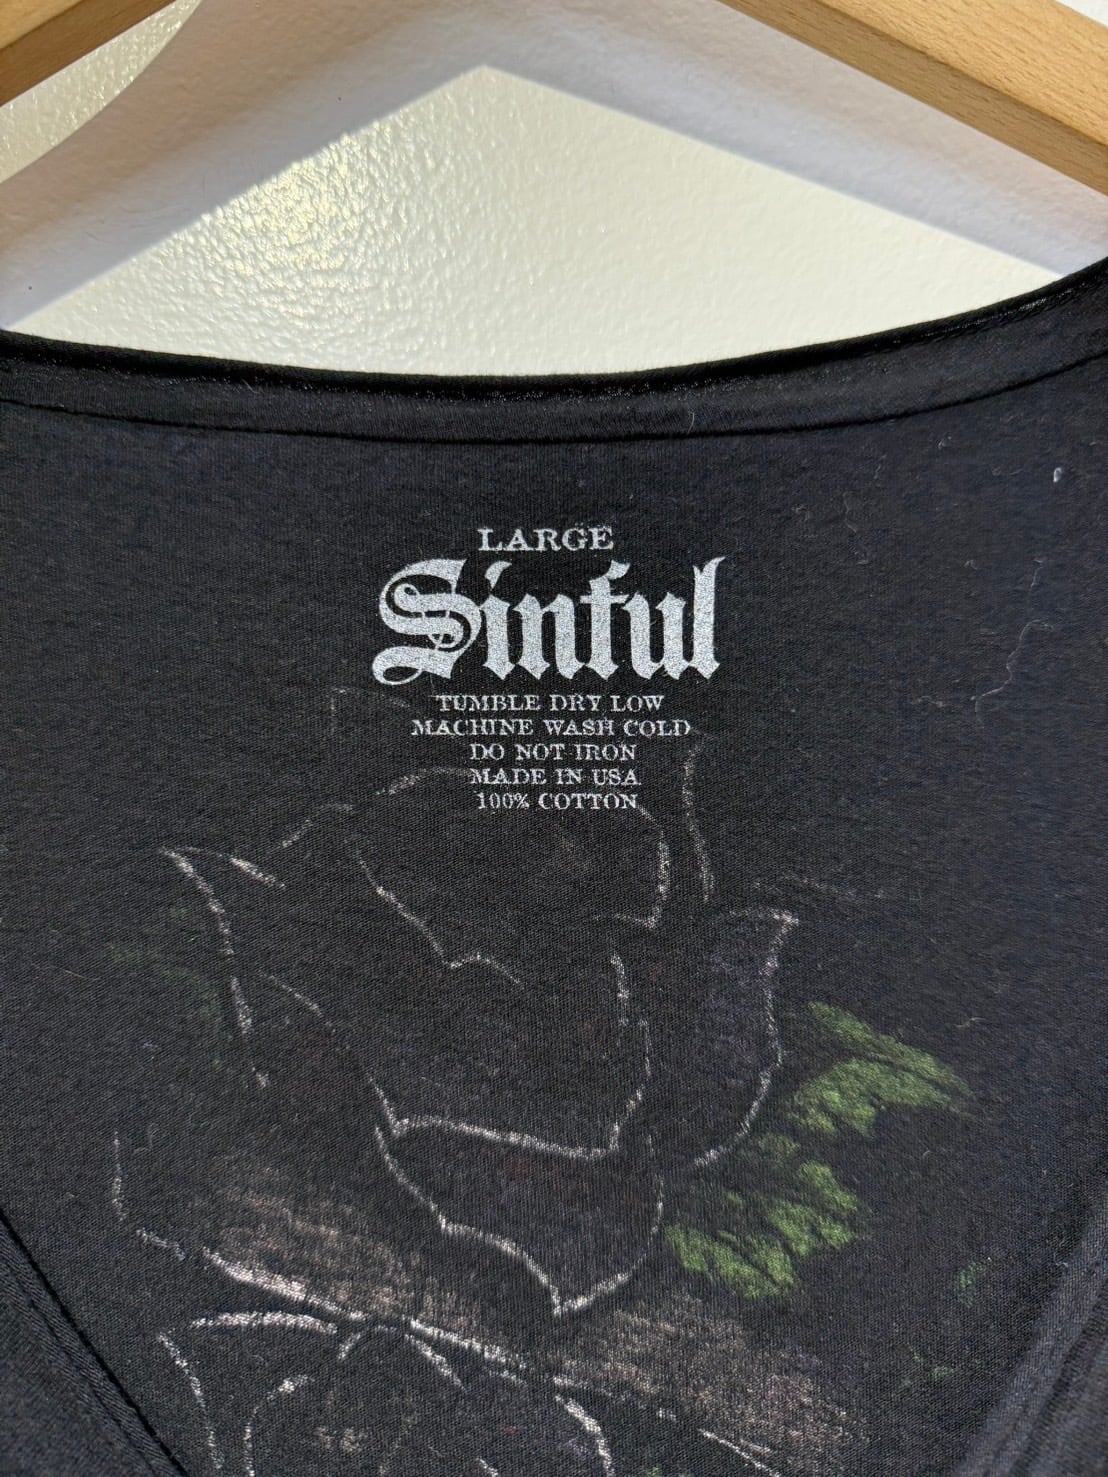 LARGE
Sinful
TUMBLE DRY LOW
MACHINE WASH COLD
DO NOT IRON
MADE IN USA
100% COTTON